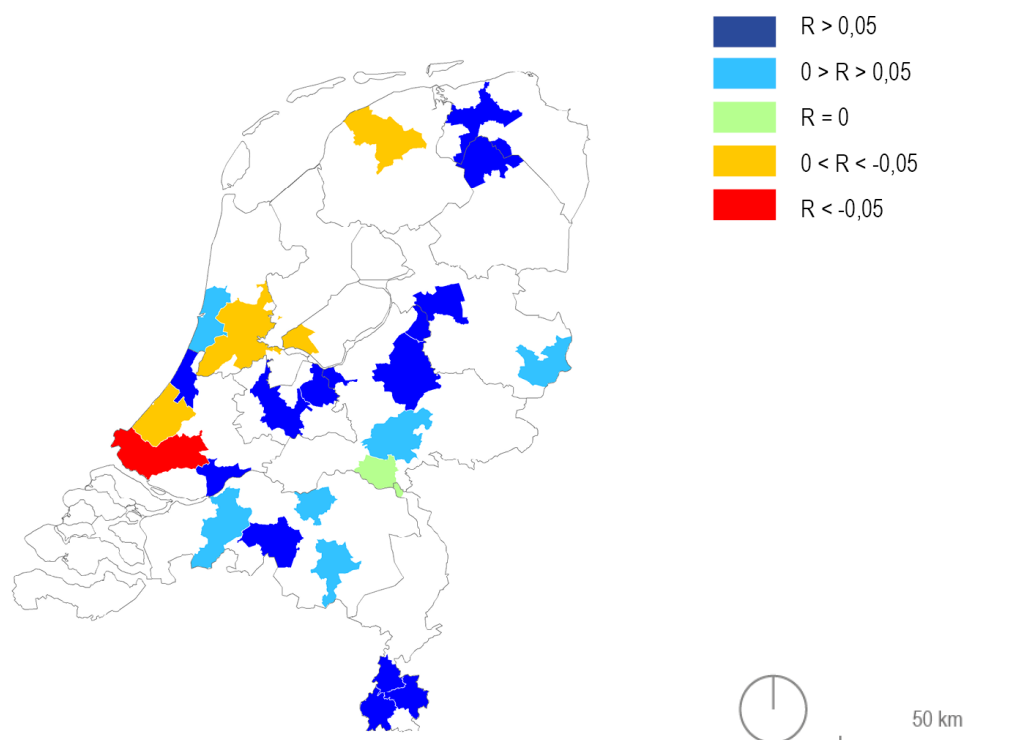 R > 0,05
0 > R > 0,05
R = 0
0 < R < -0,05
R < -0,05
50 km